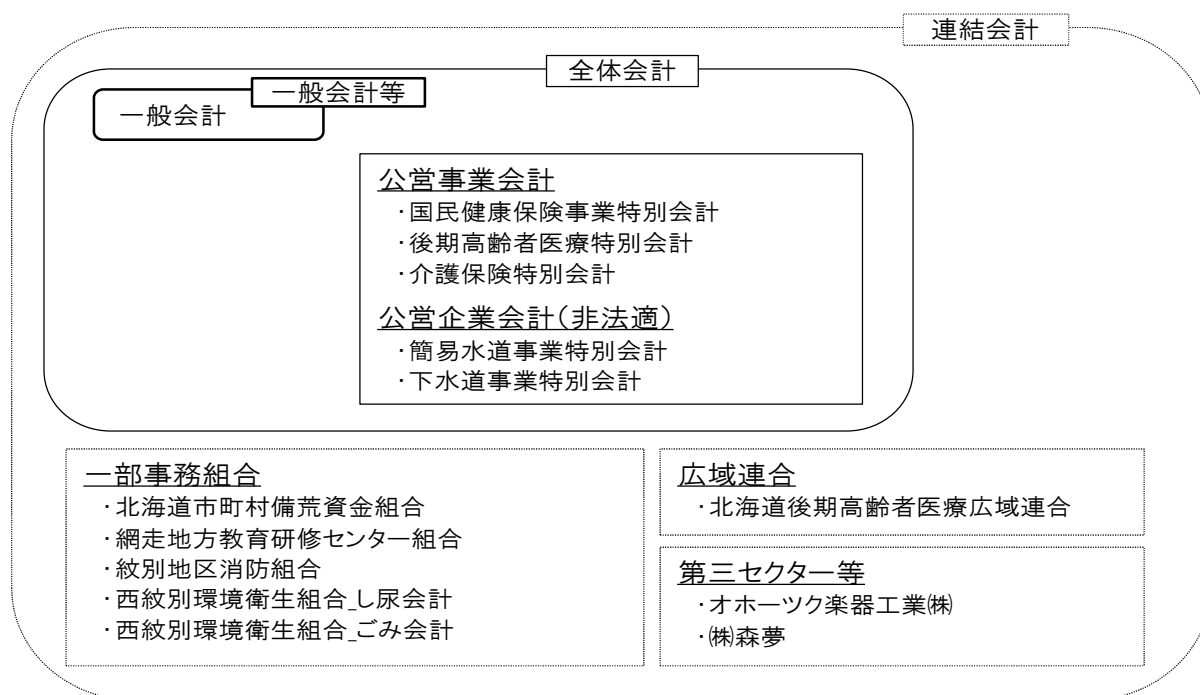 連結会計
全体会計
一般会計等
一般会計
公営事業会計
・国民健康保険事業特別会計
・後期高齢者医療特別会計
・介護保険特別会計
公営企業会計(非法適)
・簡易水道事業特別会計
・下水道事業特別会計
一部事務組合
・北海道市町村備荒資金組合
・網走地方教育研修センター組合
・紋別地区消防組合
・西紋別環境衛生組合_し尿会計
・西紋別環境衛生組合_ごみ会計
広域連合
・北海道後期高齢者医療広域連合
第三セクター等
・オホーツク楽器工業㈱
・㈱森夢